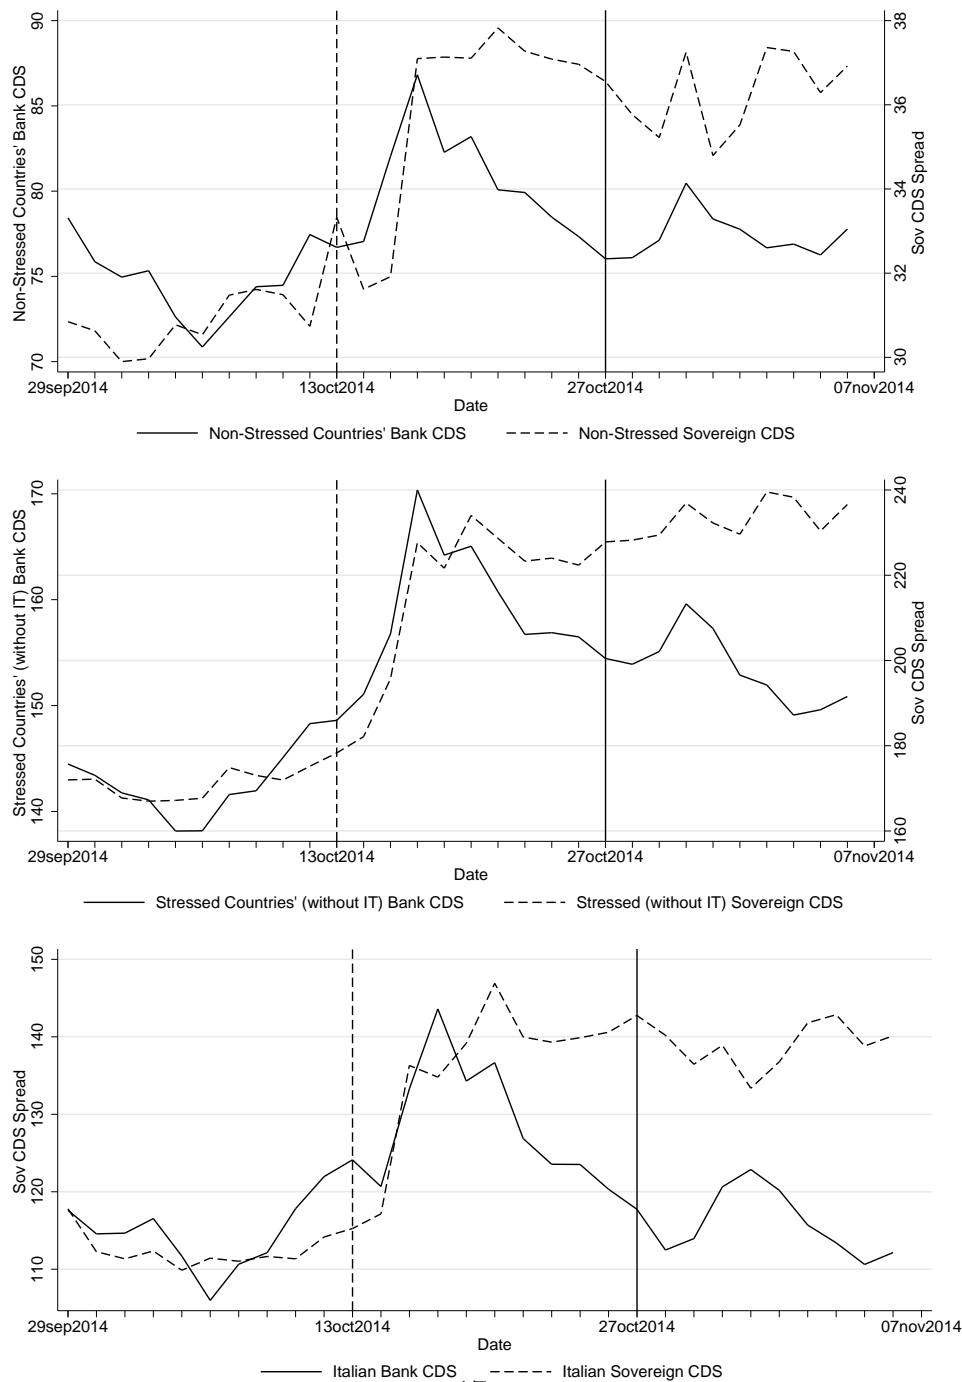 90
85
80
75
70
Non-Stressed Countries' Bank CDS
38
36
34
32
30
Sov CDS Spread
29sep2014 13oct2014 27oct2014 07nov2014
Date
Non-Stressed Countries' Bank CDS Non-Stressed Sovereign CDS
170
160
150
140
Stressed Countries' (without IT) Bank CDS
240
220
200
180
160
Sov CDS Spread
29sep2014 13oct2014 27oct2014 07nov2014
Date
Stressed Countries' (without IT) Bank CDS Stressed (without IT) Sovereign CDS
150
140
130
120
110
Sov CDS Spread
29sep2014 13oct2014 27oct2014 07nov2014
Date
Italian Bank CDS Italian Sovereign CDS